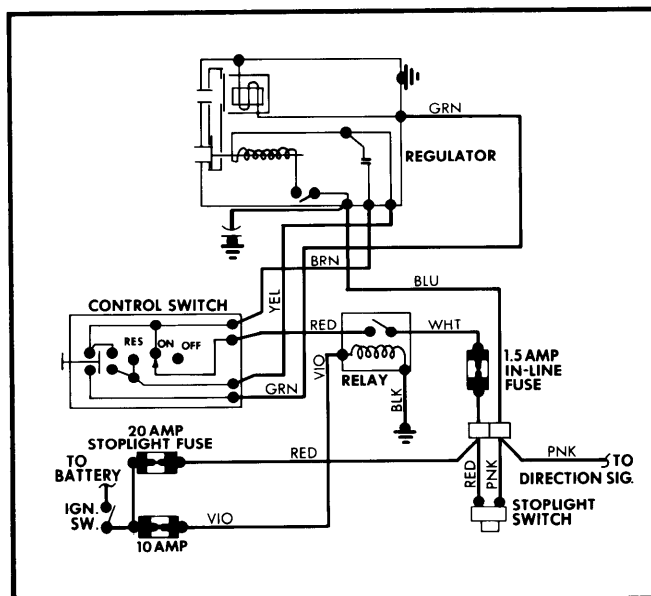 GRN
REGULATOR
BRN
BLU
YEL
CONTROL SWITCH
RES
ON
OFF
RED
WHT
1.5 AMP
IN-LINE
FUSE
VIO
RELAY
BLK
GRN
20 AMP
STOPLIGHT FUSE
TO
BATTERY
RED
PNK
TO
DIRECTION SIG.
RED
PNK
STOPLIGHT
SWITCH
IGN.
SW.
VIO
10 AMP